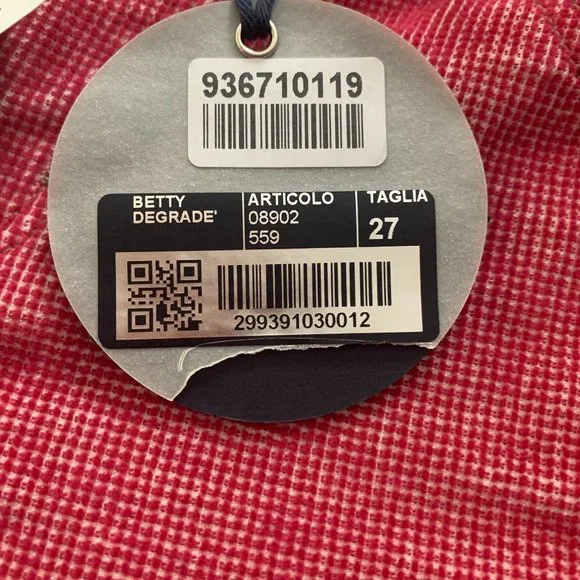 936710119
BETTY
DEGRADE'
ARTICOLO
08902
559
TAGLIA
27
299391030012